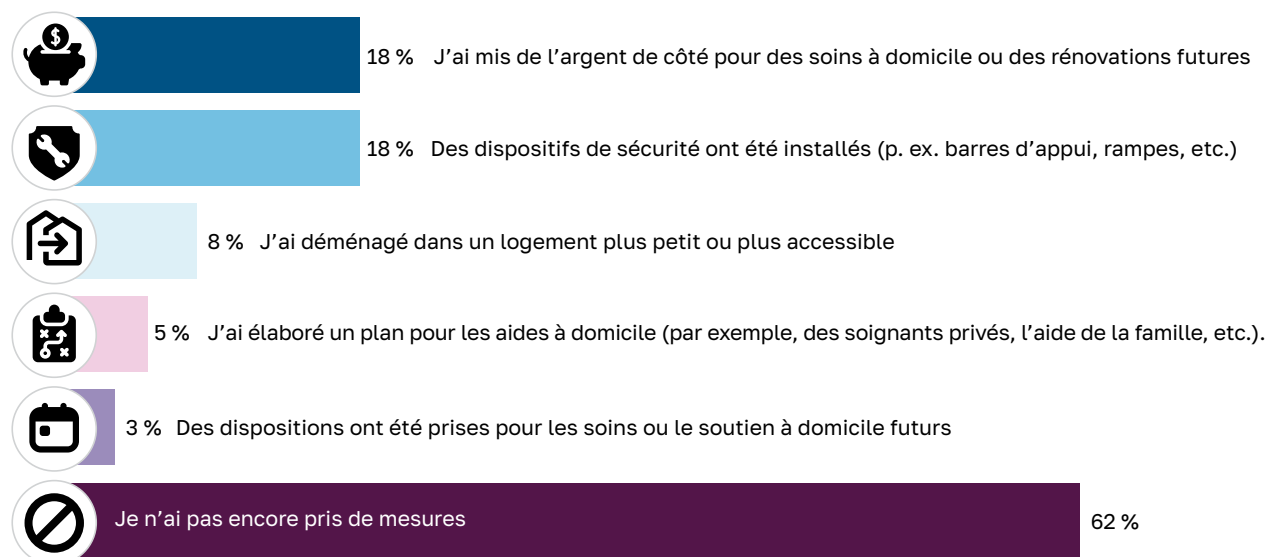 $
18 % J’ai mis de l’argent de côté pour des soins à domicile ou des rénovations futures
18 % Des dispositifs de sécurité ont été installés (p. ex. barres d’appui, rampes, etc.)
8 % J’ai déménagé dans un logement plus petit ou plus accessible
5 % J’ai élaboré un plan pour les aides à domicile (par exemple, des soignants privés, l’aide de la famille, etc.).
3 % Des dispositions ont été prises pour les soins ou le soutien à domicile futurs
Je n’ai pas encore pris de mesures 62 %